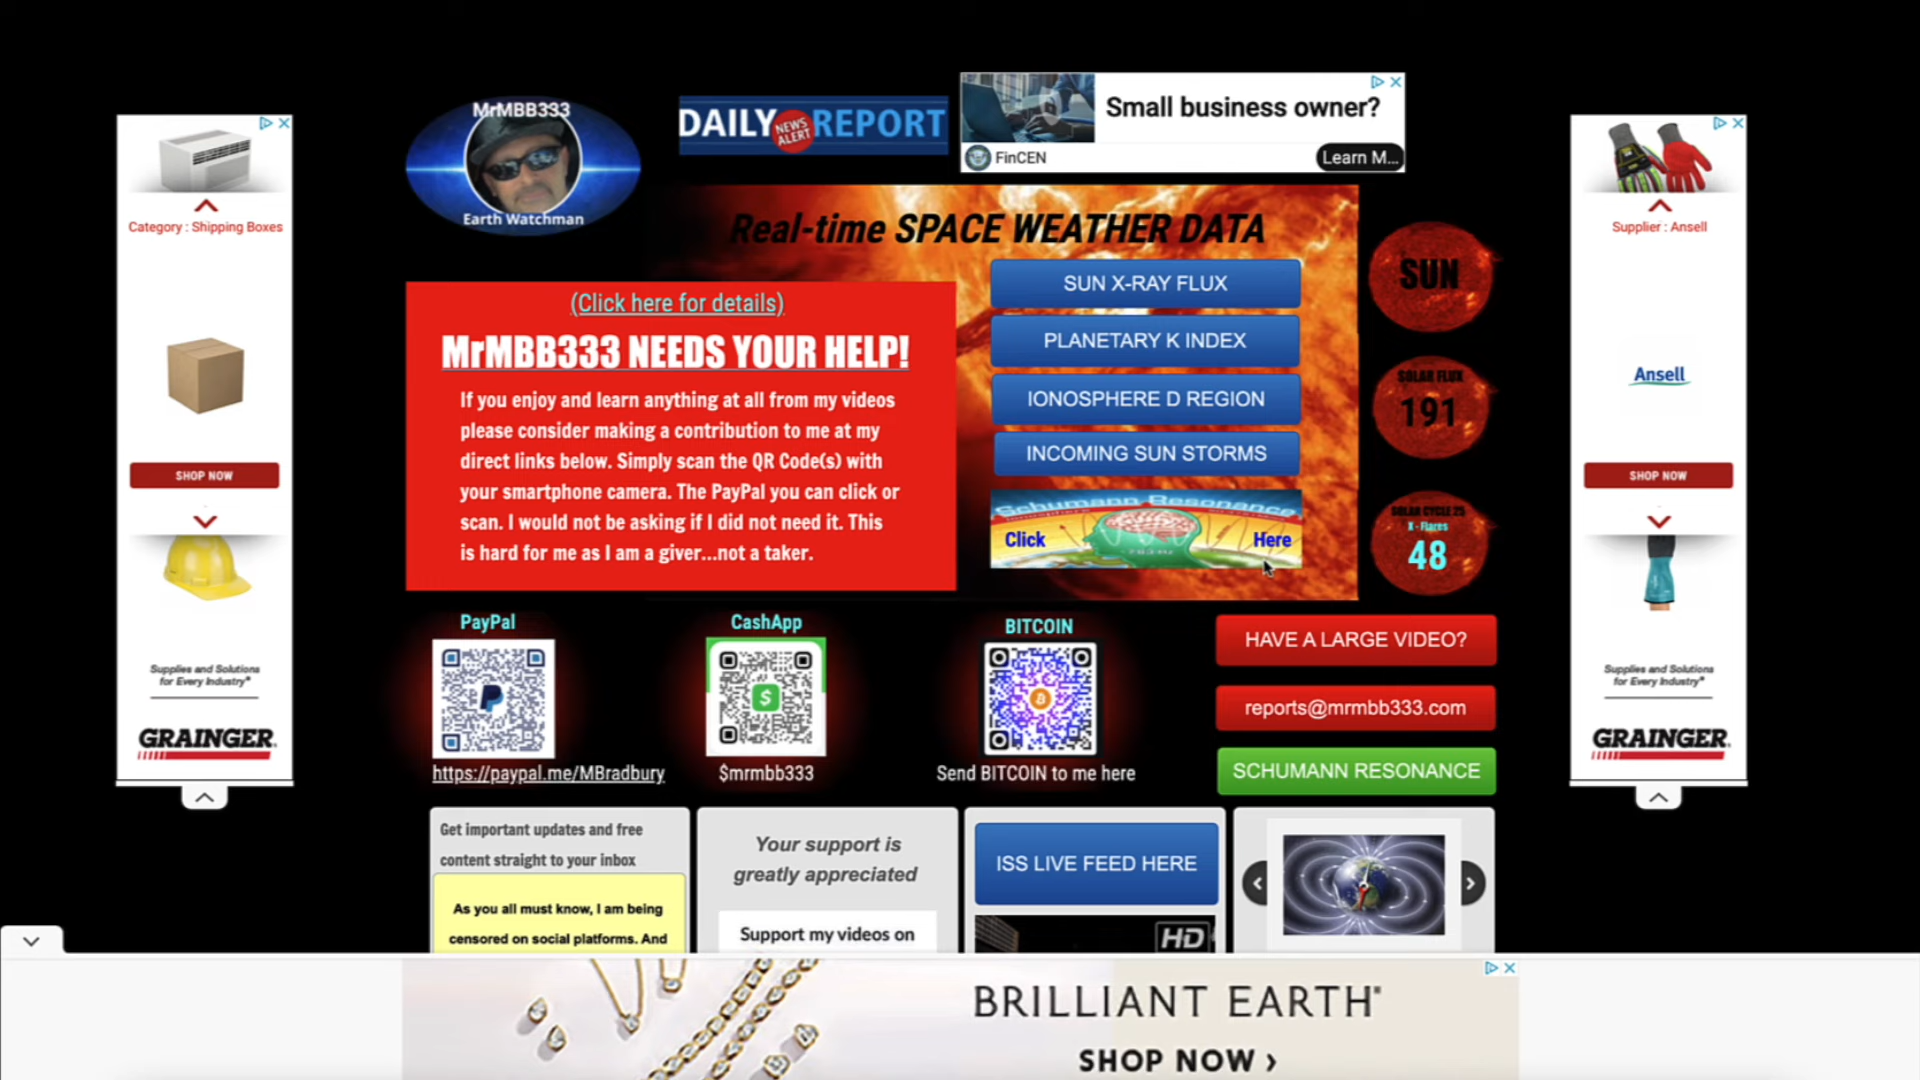 MrMBB333
Earth Watchman
DAILY NEWS ALERT REPORT
Small business owner?
FinCEN
Learn M...
Category : Shipping Boxes
SHOP NOW
Supplies and Solutions
for Every Industry®
GRAINGER
Real-time SPACE WEATHER DATA
SUN X-RAY FLUX
PLANETARY K INDEX
IONOSPHERE D REGION
INCOMING SUN STORMS
Schumann Resonance
Click
Here
SUN
SOLAR FLUX
191
SOLAR CYCLE 25
X - Flares
48
(Click here for details)
MrMBB333 NEEDS YOUR HELP!
If you enjoy and learn anything at all from my videos
please consider making a contribution to me at my
direct links below. Simply scan the QR Code(s) with
your smartphone camera. The PayPal you can click or
scan. I would not be asking if I did not need it. This
is hard for me as I am a giver...not a taker.
Supplier : Ansell
Ansell
SHOP NOW
Supplies and Solutions
for Every Industry®
GRAINGER
PayPal
https://paypal.me/MBradbury
CashApp
$mrmbb333
BITCOIN
Send BITCOIN to me here
HAVE A LARGE VIDEO?
reports@mrmbb333.com
SCHUMANN RESONANCE
Get important updates and free
content straight to your inbox
As you all must know, I am being
censored on social platforms. And
Your support is
greatly appreciated
Support my videos on
ISS LIVE FEED HERE
HD
BRILLIANT EARTH®
SHOP NOW ›